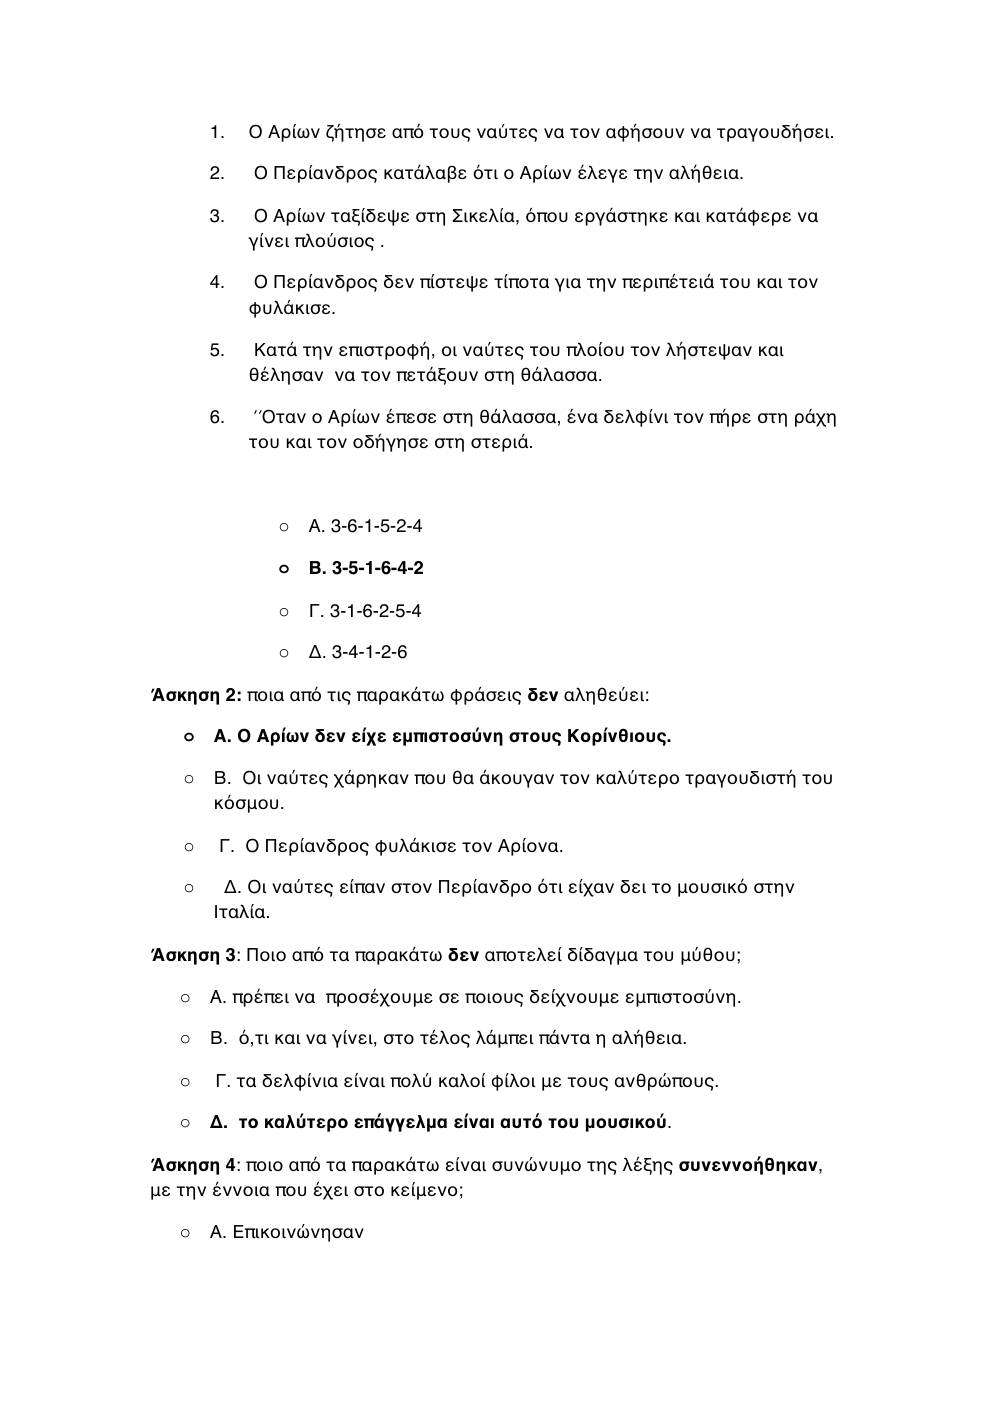 1. Ο Αρίων ζήτησε από τους ναύτες να τον αφήσουν να τραγουδήσει.
2. Ο Περίανδρος κατάλαβε ότι ο Αρίων έλεγε την αλήθεια.
3. Ο Αρίων ταξίδεψε στη Σικελία, όπου εργάστηκε και κατάφερε να
γίνει πλούσιος .
4. Ο Περίανδρος δεν πίστεψε τίποτα για την περιπέτειά του και τον
φυλάκισε.
5. Κατά την επιστροφή, οι ναύτες του πλοίου τον λήστεψαν και
θέλησαν  να τον πετάξουν στη θάλασσα.
6. ΄Όταν ο Αρίων έπεσε στη θάλασσα, ένα δελφίνι τον πήρε στη ράχη
του και τον οδήγησε στη στεριά.
○ Α. 3-6-1-5-2-4
○ Β. 3-5-1-6-4-2
○ Γ. 3-1-6-2-5-4
○ Δ. 3-4-1-2-6
Άσκηση 2: ποια από τις παρακάτω φράσεις δεν αληθεύει:
○ Α. Ο Αρίων δεν είχε εμπιστοσύνη στους Κορίνθιους.
○ Β.  Οι ναύτες χάρηκαν που θα άκουγαν τον καλύτερο τραγουδιστή του
κόσμου.
○ Γ.  Ο Περίανδρος φυλάκισε τον Αρίονα.
○ Δ. Οι ναύτες είπαν στον Περίανδρο ότι είχαν δει το μουσικό στην
Ιταλία.
Άσκηση 3: Ποιο από τα παρακάτω δεν αποτελεί δίδαγμα του μύθου;
○ Α. πρέπει να  προσέχουμε σε ποιους δείχνουμε εμπιστοσύνη.
○ Β.  ό,τι και να γίνει, στο τέλος λάμπει πάντα η αλήθεια.
○ Γ. τα δελφίνια είναι πολύ καλοί φίλοι με τους ανθρώπους.
○ Δ.  το καλύτερο επάγγελμα είναι αυτό του μουσικού.
Άσκηση 4: ποιο από τα παρακάτω είναι συνώνυμο της λέξης συνεννοήθηκαν,
με την έννοια που έχει στο κείμενο;
○ Α. Επικοινώνησαν